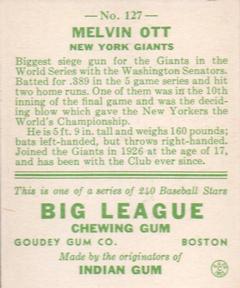 No. 127
MELVIN OTT
NEW YORK GIANTS
Biggest siege gun for the Giants in the
World Series with the Washington Senators.
Batted for .389 in the 5 game series and hit
two home runs. One of them was in the 10th
inning of the final game and was the decid-
ing blow which gave the New Yorkers the
World's Championship.
He is 5 ft. 9 in. tall and weighs 160 pounds;
bats left-handed, but throws right-handed.
Joined the Giants in 1926 at the age of 17,
and has been with the Club ever since.
This is one of a series of 240 Baseball Stars
BIG LEAGUE
CHEWING GUM
GOUDEY GUM CO. BOSTON
Made by the originators of
INDIAN GUM